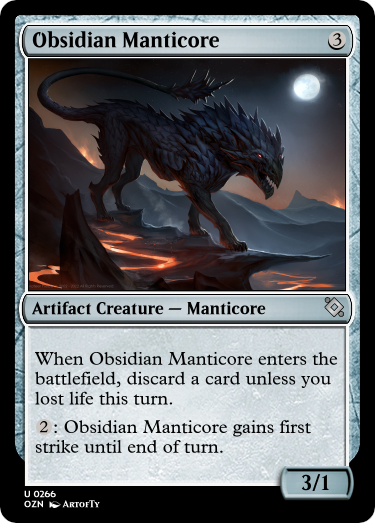 Obsidian Manticore 3
Artifact Creature — Manticore
When Obsidian Manticore enters the
battlefield, discard a card unless you
lost life this turn.
2: Obsidian Manticore gains first
strike until end of turn.
3/1
U 0266
OZN ArtofTy